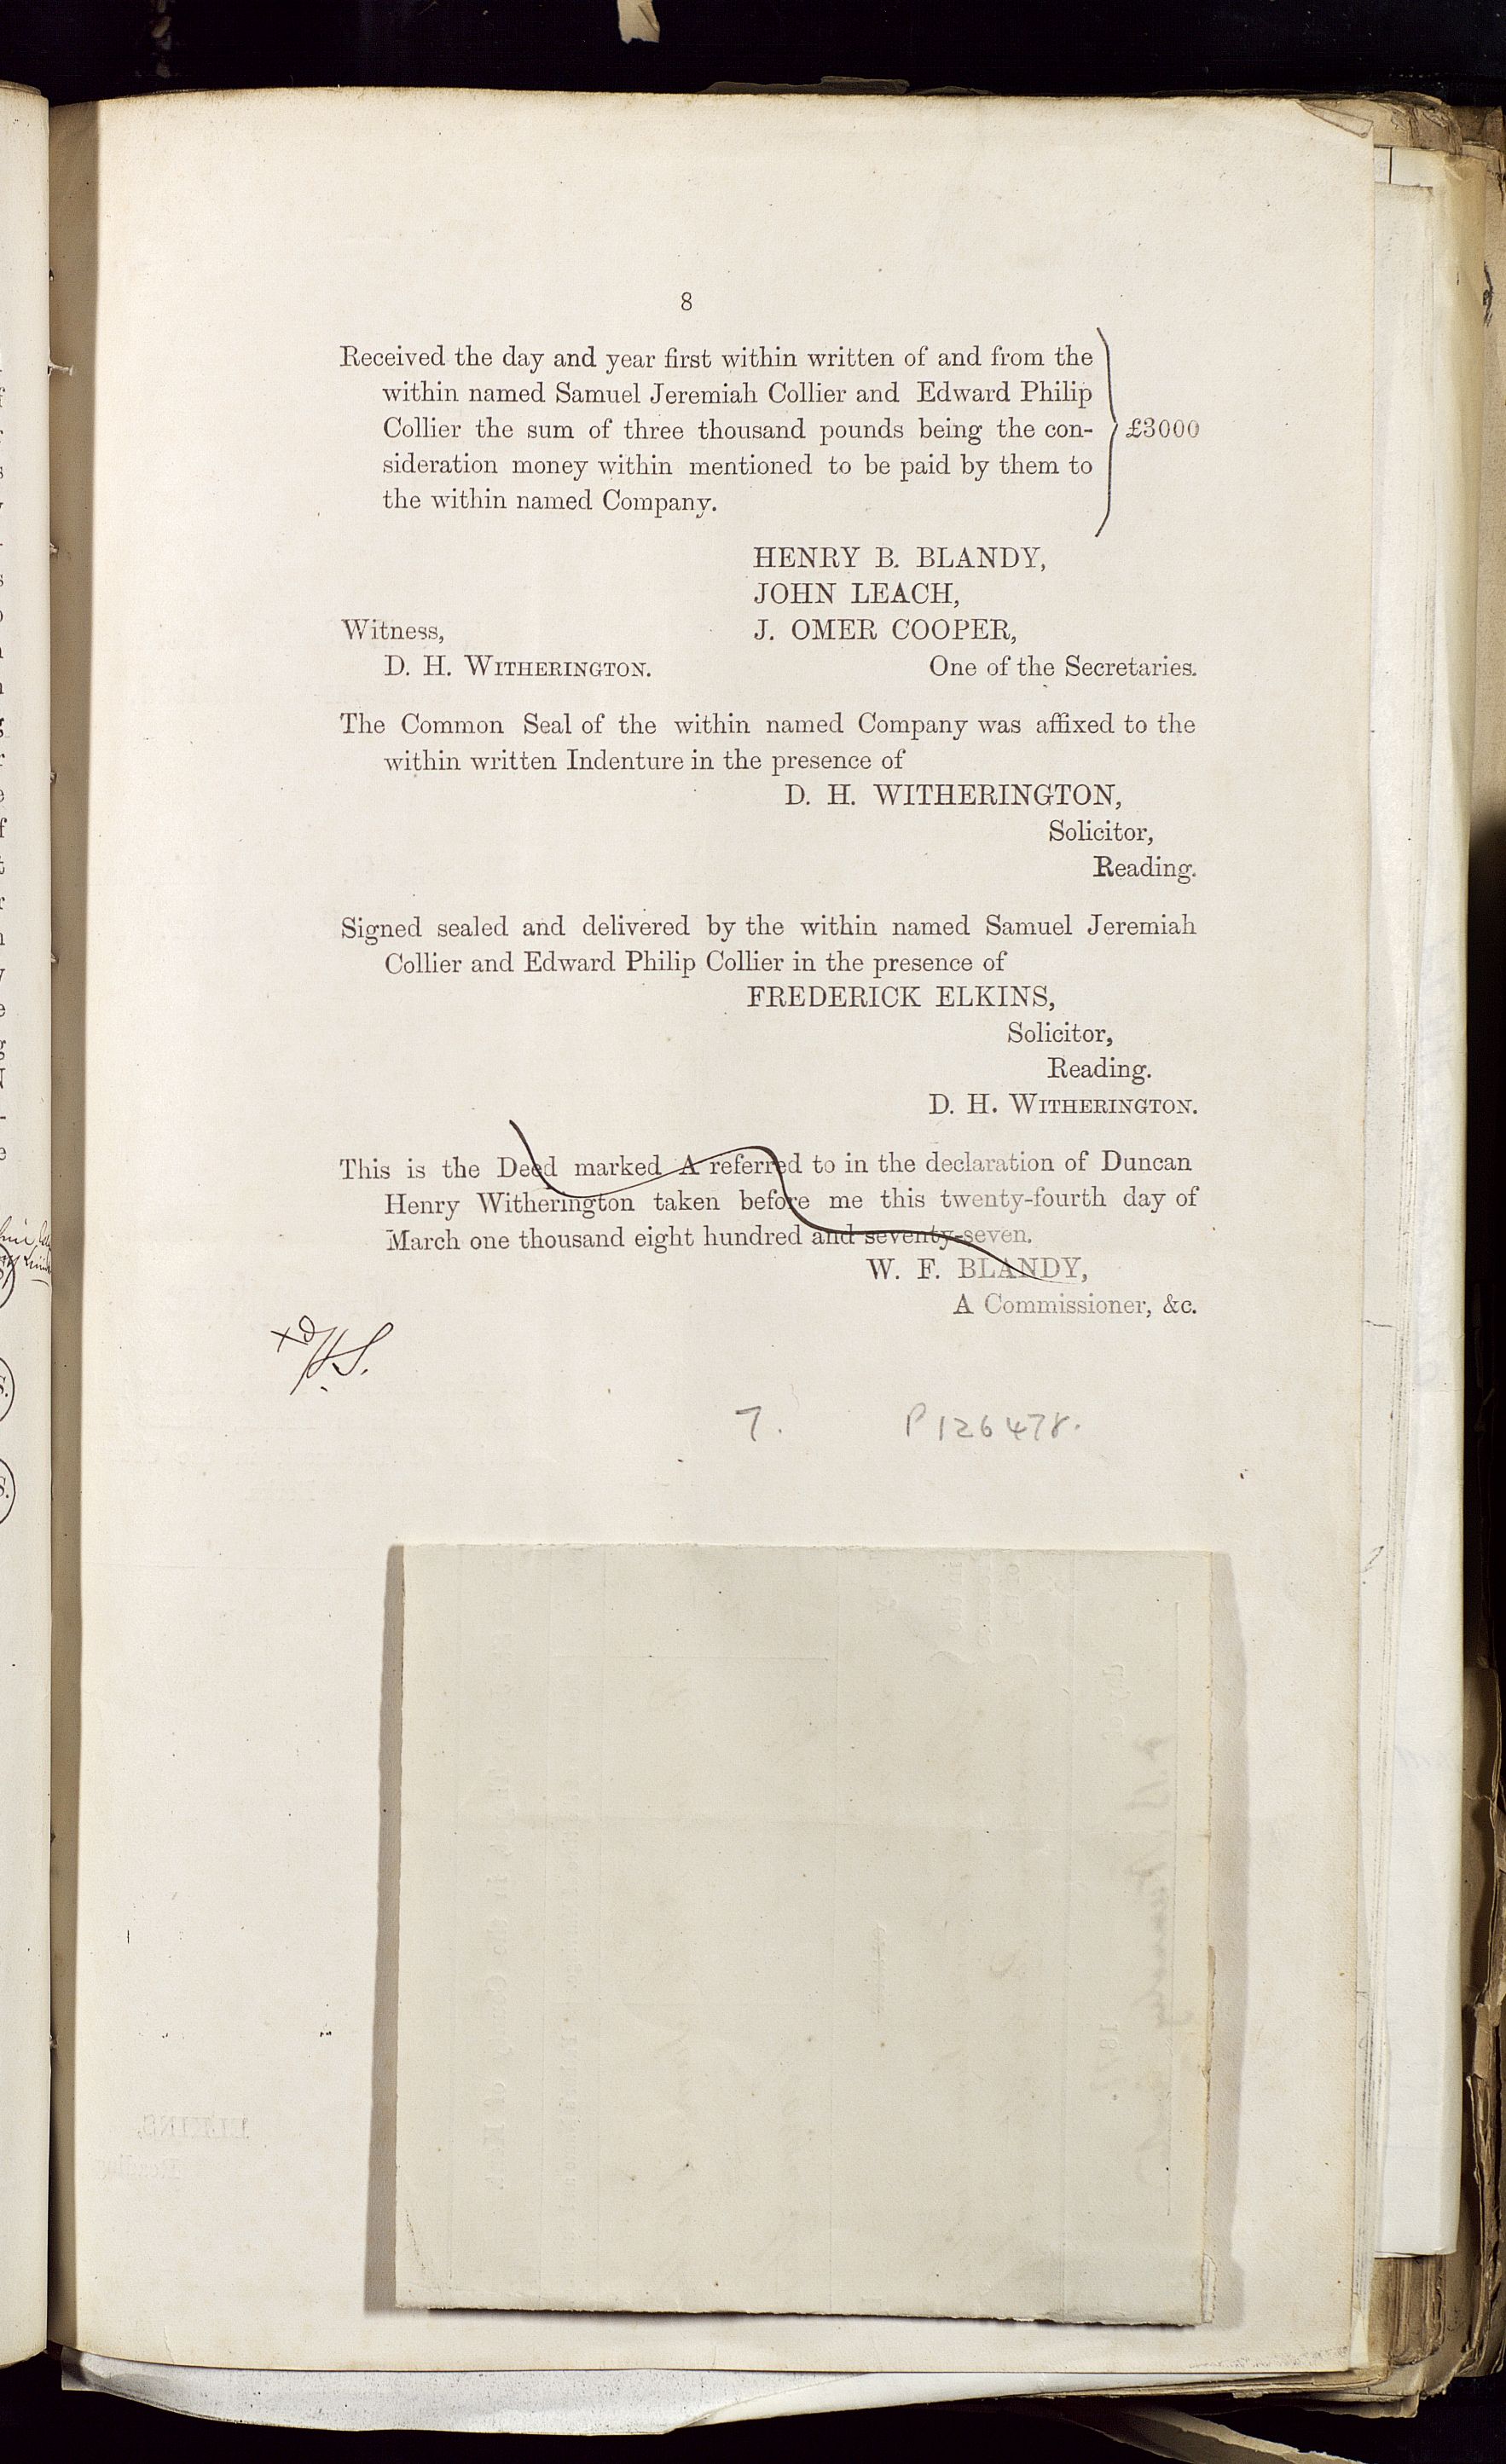 8
Received the day and year first within written of and from the
within named Samuel Jeremiah Collier and Edward Philip
Collier the sum of three thousand pounds being the con-
sideration money within mentioned to be paid by them to
the within named Company.
£3000
HENRY B. BLANDY,
JOHN LEACH,
Witness, J. OMER COOPER,
D. H. WITHERINGTON. One of the Secretaries.
The Common Seal of the within named Company was affixed to the
within written Indenture in the presence of
D. H. WITHERINGTON,
Solicitor,
Reading.
Signed sealed and delivered by the within named Samuel Jeremiah
Collier and Edward Philip Collier in the presence of
FREDERICK ELKINS,
Solicitor,
Reading.
D. H. WITHERINGTON.
This is the Deed marked A referred to in the declaration of Duncan
Henry Witherington taken before me this twenty-fourth day of
March one thousand eight hundred and seventy-seven.
W. F. BLANDY,
A Commissioner, &c.
7. P126478.